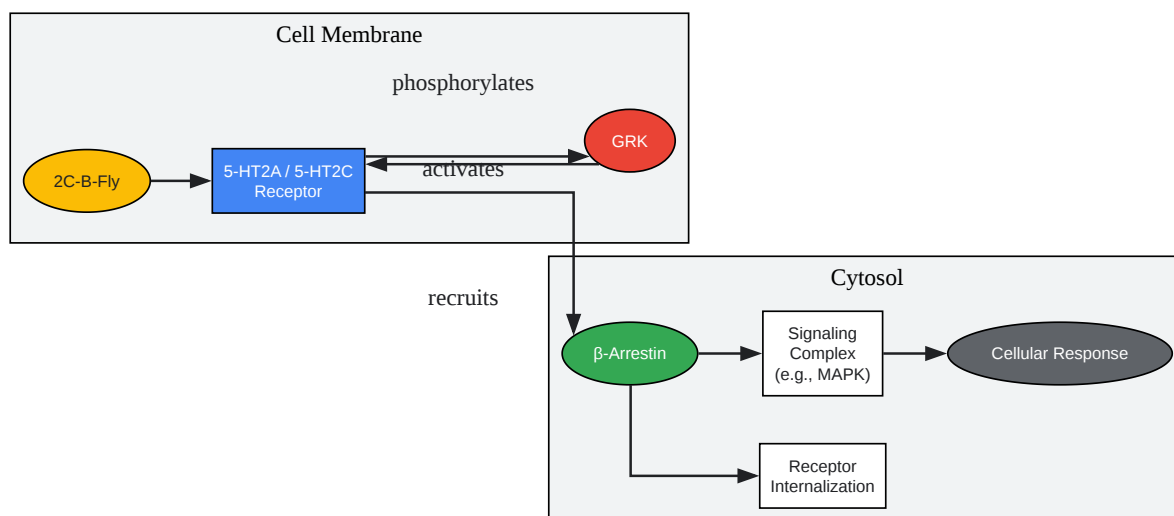 Cell Membrane
phosphorylates
GRK
activates
2C-B-Fly
5-HT2A / 5-HT2C
Receptor
recruits
Cytosol
β-Arrestin
Signaling
Complex
(e.g., MAPK)
Cellular Response
Receptor
Internalization